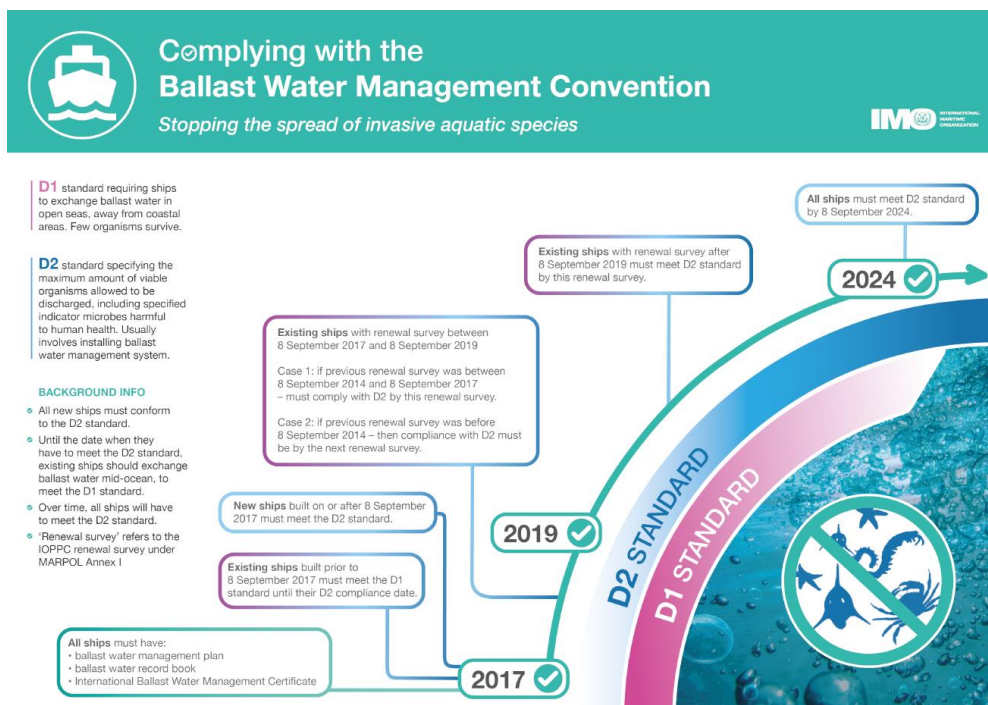 Complying with the
Ballast Water Management Convention
Stopping the spread of invasive aquatic species
IMO
INTERNATIONAL
MARITIME
ORGANIZATION
D1 standard requiring ships
to exchange ballast water in
open seas, away from coastal
areas. Few organisms survive.
D2 standard specifying the
maximum amount of viable
organisms allowed to be
discharged, including specified
indicator microbes harmful
to human health. Usually
involves installing ballast
water management system.
BACKGROUND INFO
All new ships must conform
to the D2 standard.
Until the date when they
have to meet the D2 standard,
existing ships should exchange
ballast water mid-ocean, to
meet the D1 standard.
Over time, all ships will have
to meet the D2 standard.
‘Renewal survey’ refers to the
IOPPC renewal survey under
MARPOL Annex I
All ships must meet D2 standard
by 8 September 2024.
2024
Existing ships with renewal survey after
8 September 2019 must meet D2 standard
by this renewal survey.
Existing ships with renewal survey between
8 September 2017 and 8 September 2019
Case 1: if previous renewal survey was between
8 September 2014 and 8 September 2017
– must comply with D2 by this renewal survey.
Case 2: if previous renewal survey was before
8 September 2014 – then compliance with D2 must
be by the next renewal survey.
2019
New ships built on or after 8 September
2017 must meet the D2 standard.
Existing ships built prior to
8 September 2017 must meet the D1
standard until their D2 compliance date.
All ships must have:
• ballast water management plan
• ballast water record book
• International Ballast Water Management Certificate
2017
D2 STANDARD
D1 STANDARD